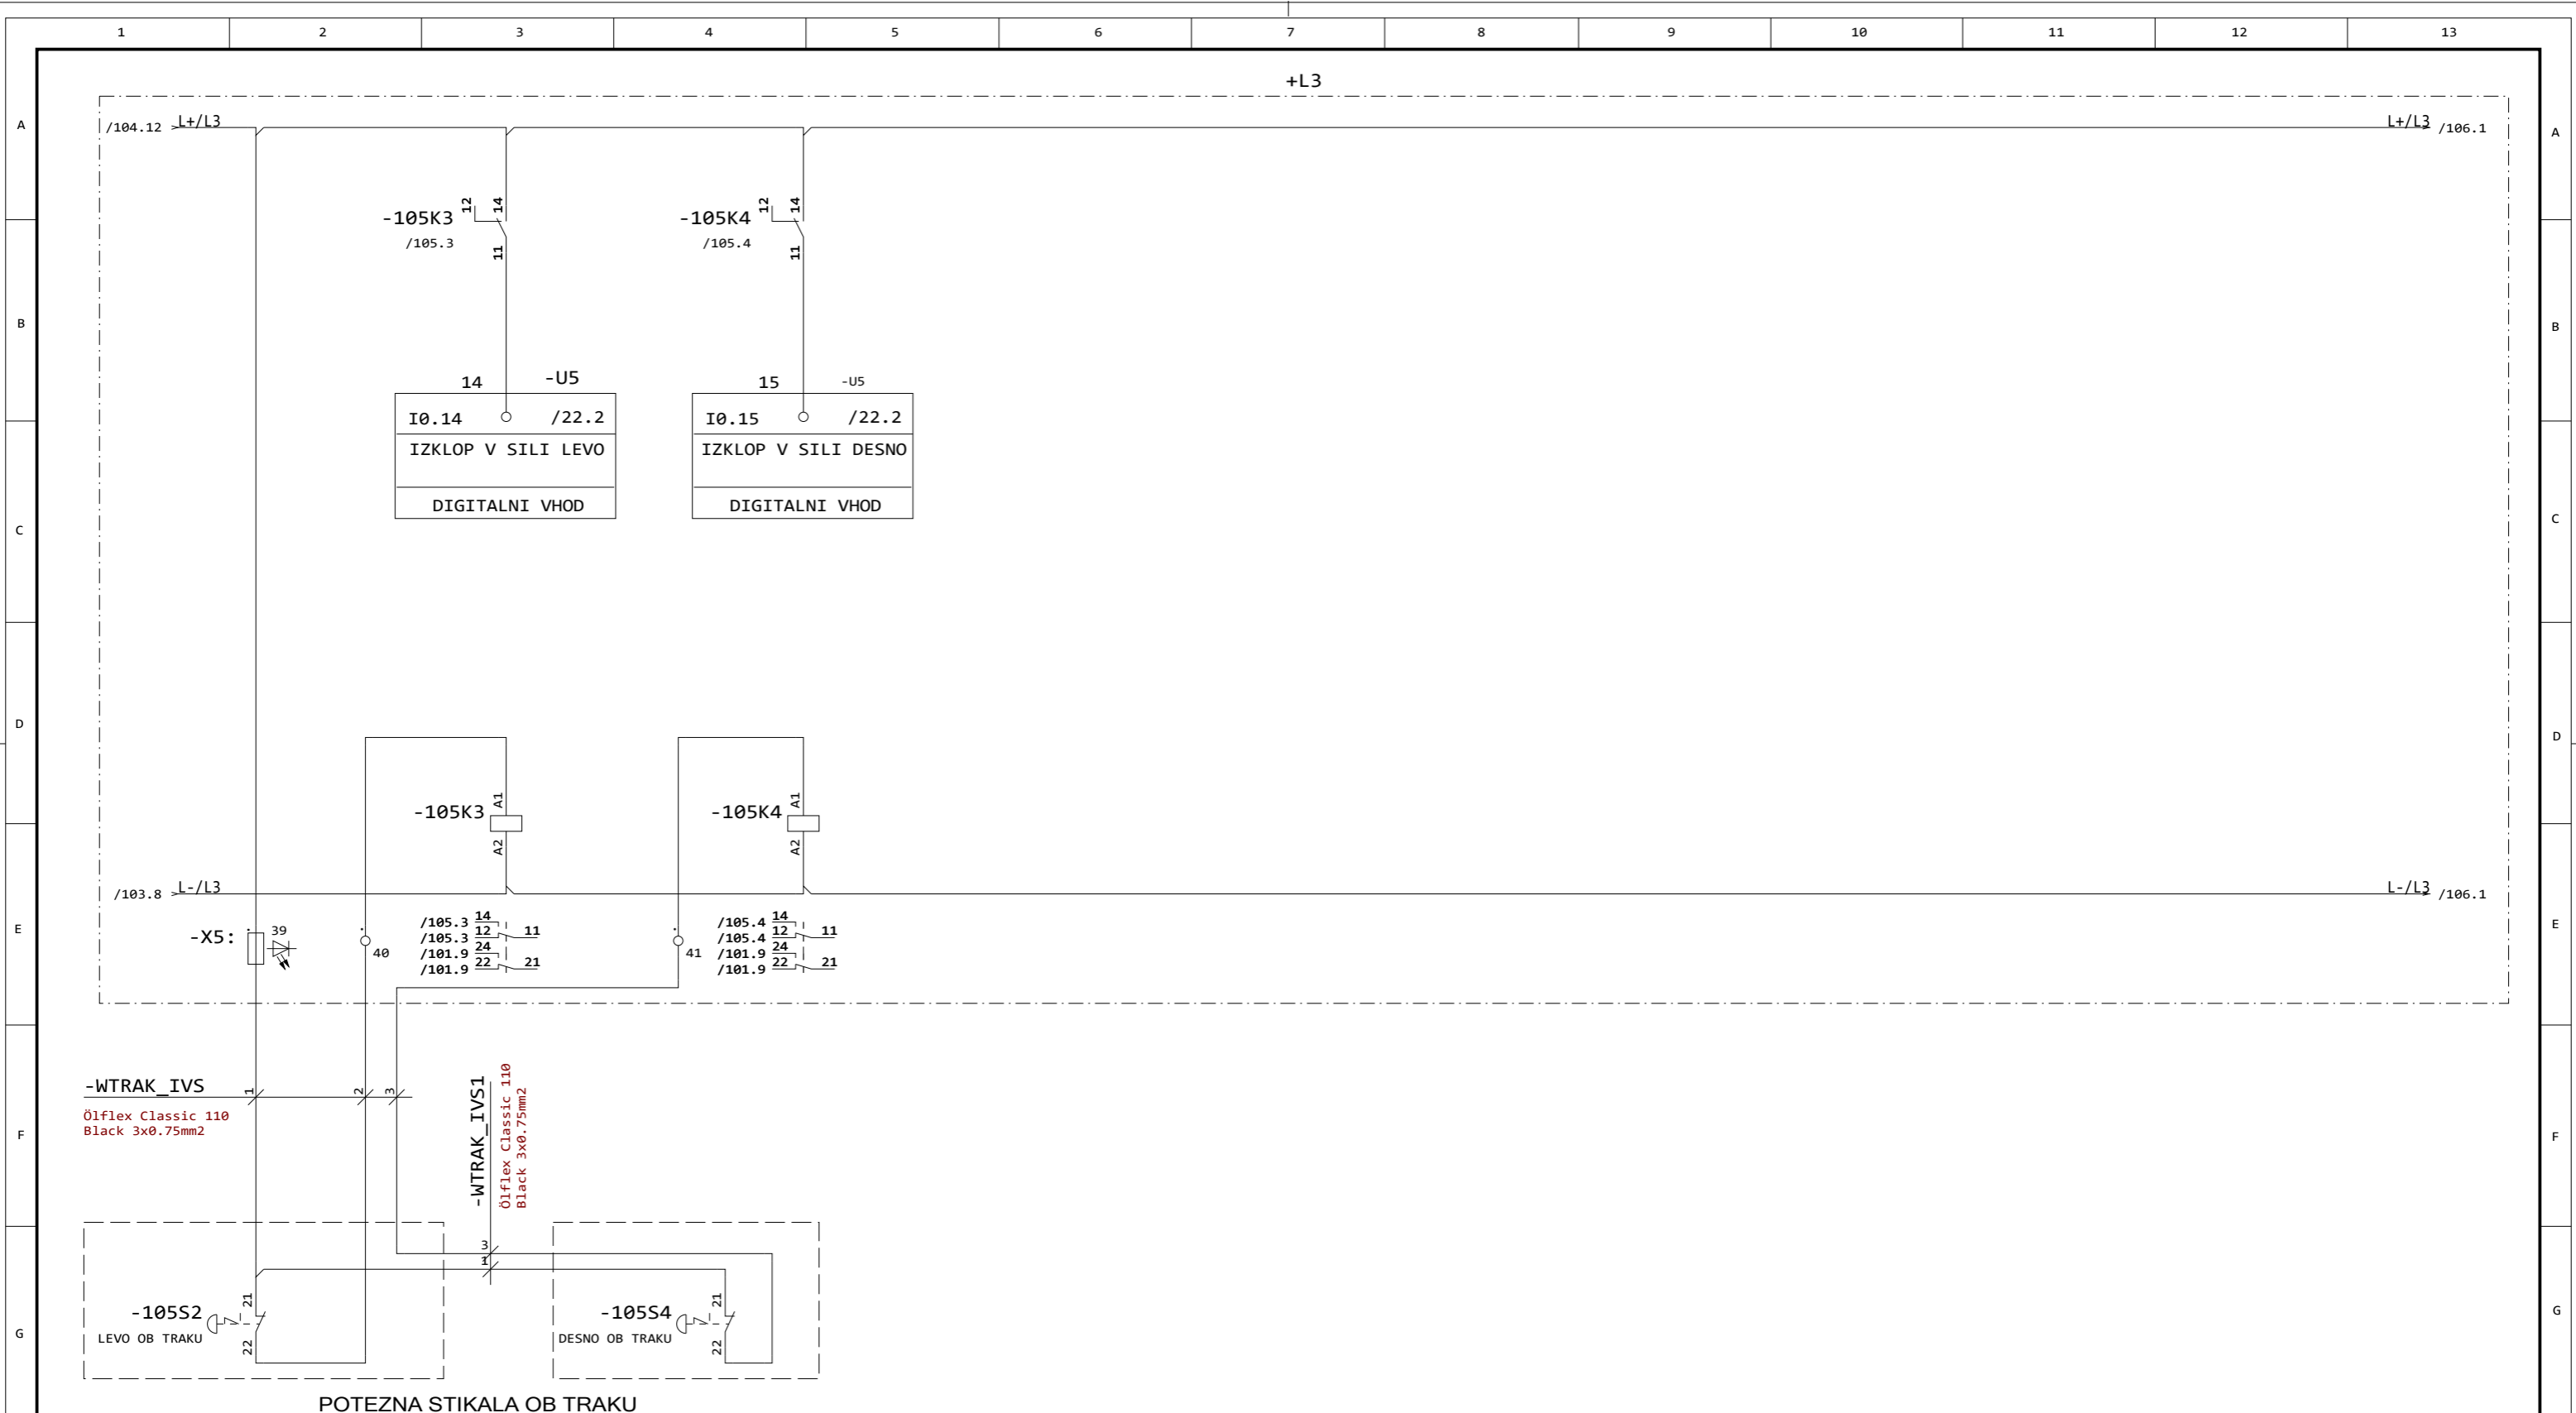 1 2 3 4 5 6 7 8 9 10 11 12 13
+L3
A A
/104.12 L+/L3 L+/L3 /106.1
12 14 12 14
-105K3 -105K4
/105.3 /105.4
11 11
B B
14 -U5 15 -U5
I0.14 /22.2 I0.15 /22.2
IZKLOP V SILI LEVO IZKLOP V SILI DESNO
DIGITALNI VHOD DIGITALNI VHOD
C C
D D
A1 A1
-105K3 -105K4
A2 A2
/103.8 L-/L3 L-/L3 /106.1
E E
-X5: 39 40 41
/105.3 14 /105.4 14
/105.3 12 11 /105.4 12 11
/101.9 24 /101.9 24
/101.9 22 21 /101.9 22 21
-WTRAK_IVS 1 2 3
Ölflex Classic 110
Black 3x0.75mm2
-WTRAK_IVS1
Ölflex Classic 110
Black 3x0.75mm2
F F
3
1
21 21
-105S2 -105S4
LEVO OB TRAKU DESNO OB TRAKU
22 22
G G
POTEZNA STIKALA OB TRAKU